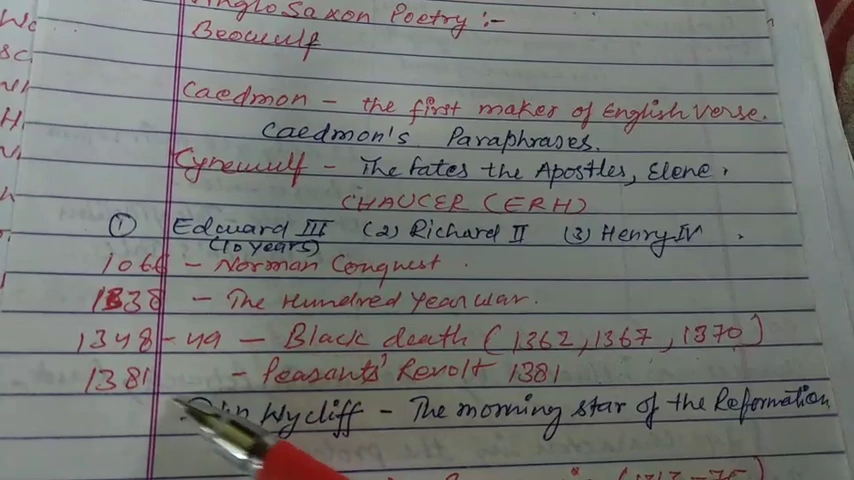 Anglo Saxon Poetry :-
Beowulf
Caedmon - the first maker of English verse.
Caedmon's Paraphrases.
Cynewulf - The Fates the Apostles, Elene.
CHAUCER (ERH)
① Edward III (2) Richard II (3) Henry IV .
(10 years)
1066 - Norman Conquest .
1338 - The Hundred Year War.
1348 - 49 - Black death (1362, 1367, 1370)
1381 - Peasants' Revolt 1381
John Wycliff - The morning star of the Reformation